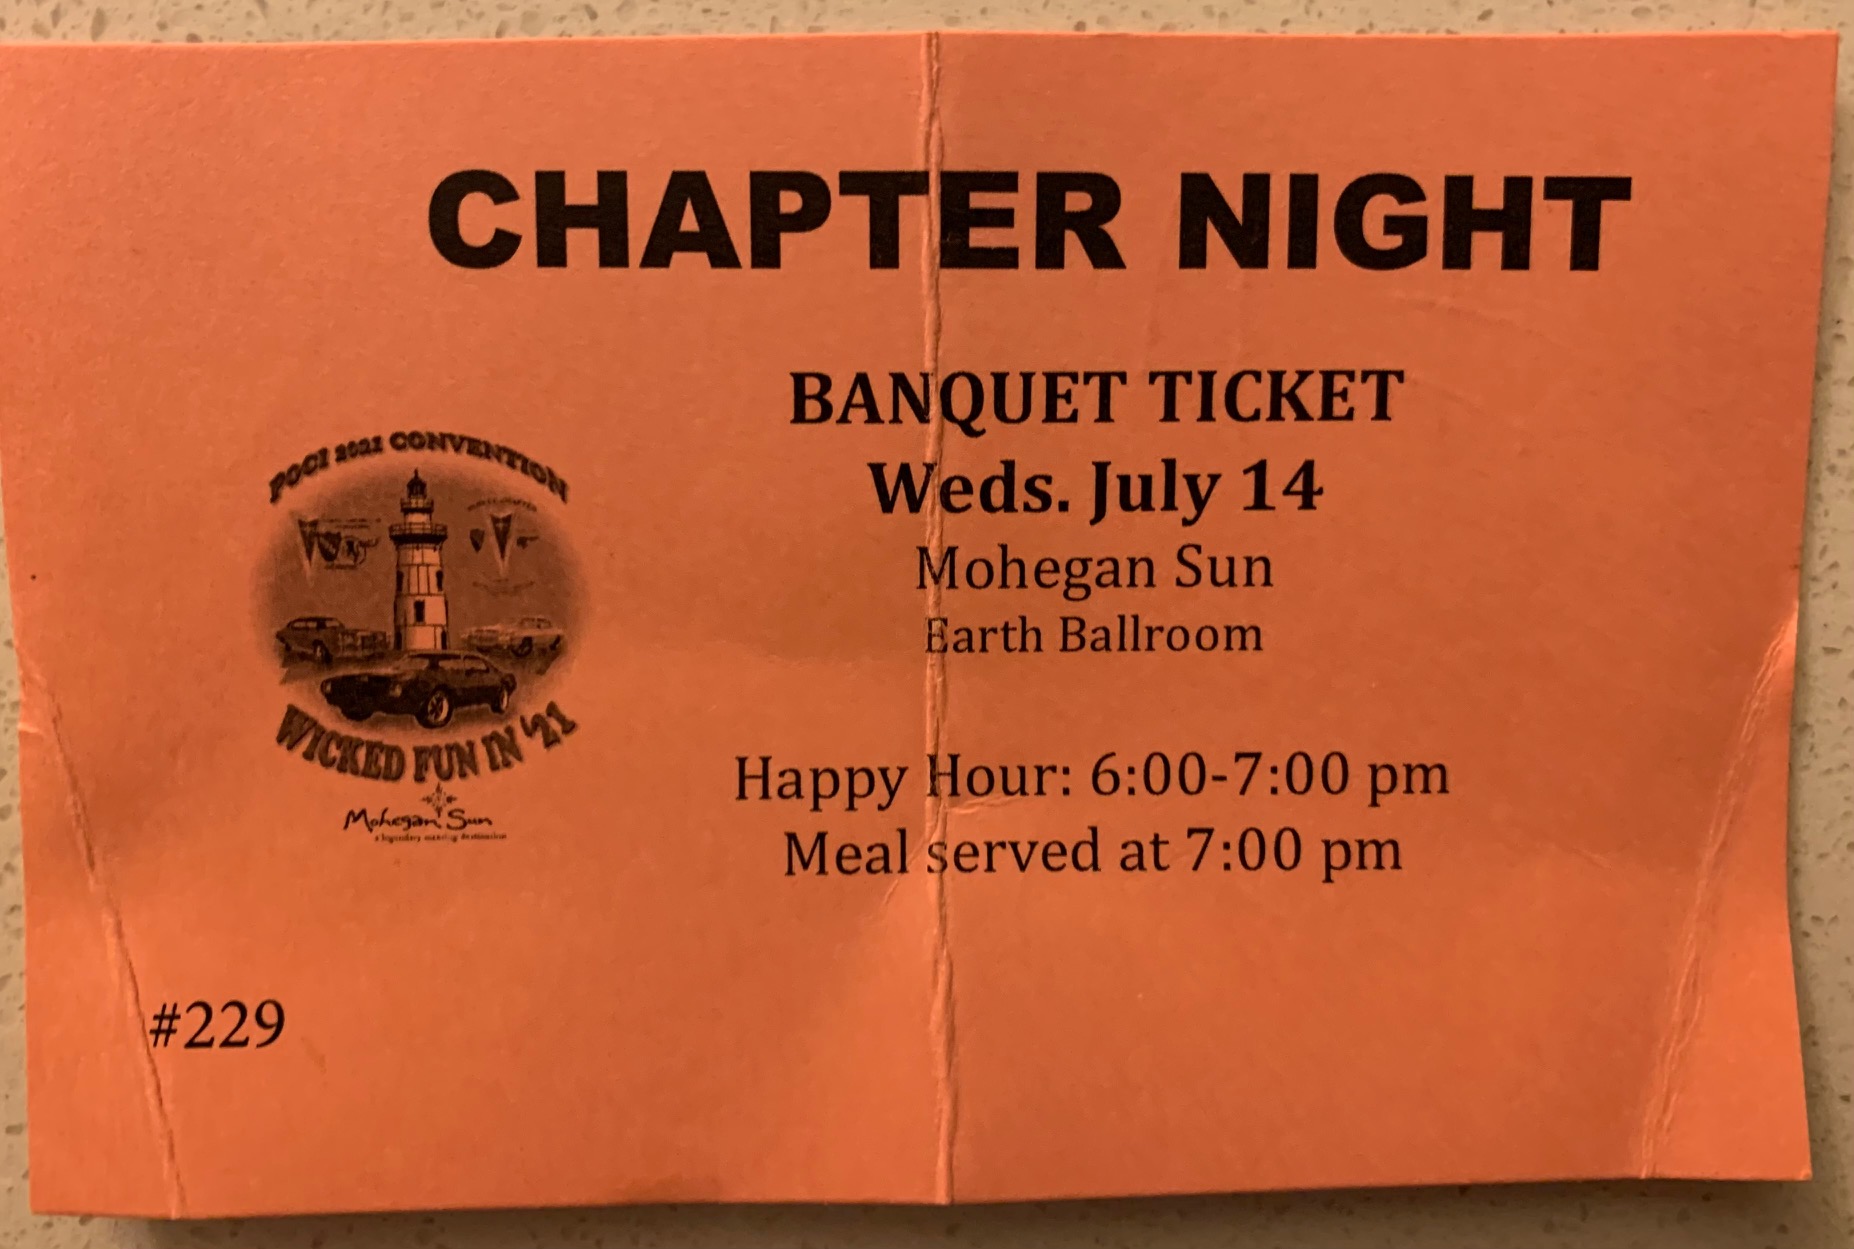 CHAPTER NIGHT
BANQUET TICKET
Weds. July 14
Mohegan Sun
Earth Ballroom
Happy Hour: 6:00-7:00 pm
Meal served at 7:00 pm
POCI 2021 CONVENTION
WICKED FUN IN '21
Mohegan Sun
#229